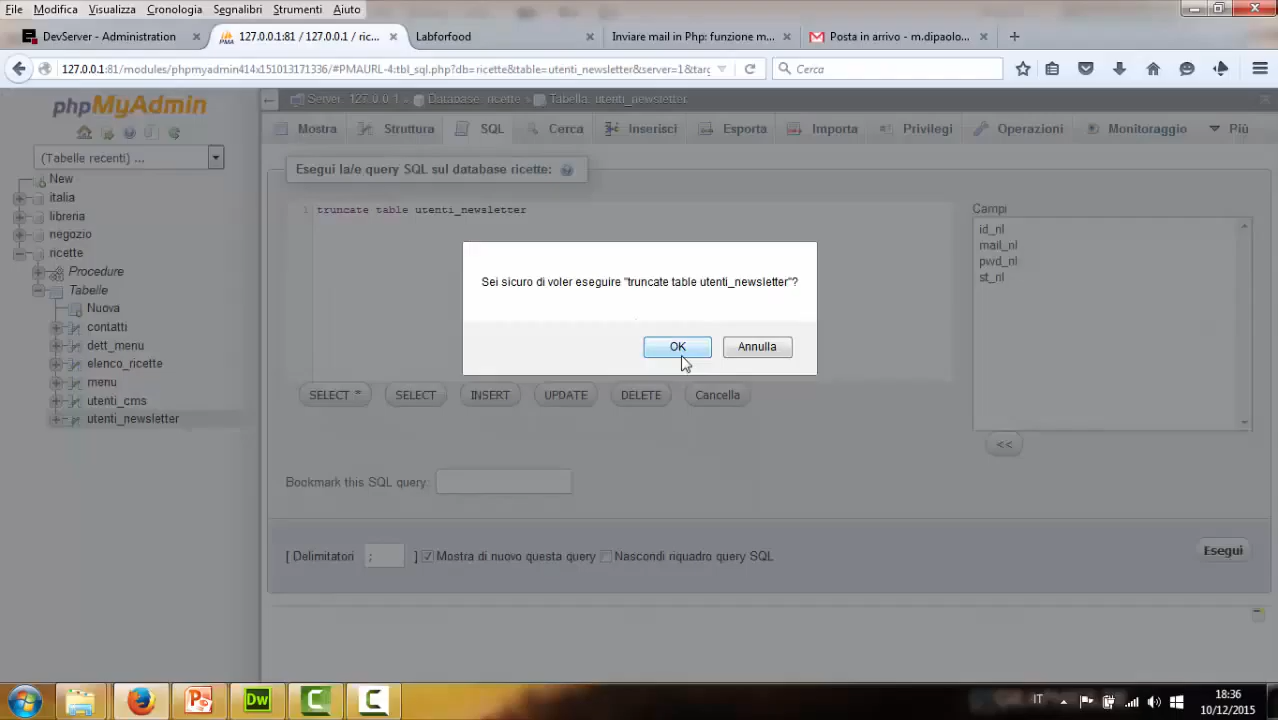 File Modifica Visualizza Cronologia Segnalibri Strumenti Aiuto
DevServer - Administration
127.0.0.1:81 / 127.0.0.1 / ric...
Labforfood
Inviare mail in Php: funzione m...
Posta in arrivo - m.dipaolo...
127.0.0.1:81/modules/phpmyadmin414x151013171336/#PMAURL-4:tbl_sql.php?db=ricette&table=utenti_newsletter&server=1&targ
Cerca
phpMyAdmin
(Tabelle recenti) ...
New
italia
libreria
negozio
ricette
Procedure
Tabelle
Nuova
contatti
dett_menu
elenco_ricette
menu
utenti_cms
utenti_newsletter
Server: 127.0.0.1 » Database: ricette » Tabella: utenti_newsletter
Mostra Struttura SQL Cerca Inserisci Esporta Importa Privilegi Operazioni Monitoraggio Più
Esegui la/e query SQL sul database ricette:
1 truncate table utenti_newsletter
Campi
id_nl
mail_nl
pwd_nl
st_nl
<<
Sei sicuro di voler eseguire "truncate table utenti_newsletter"?
OK Annulla
SELECT * SELECT INSERT UPDATE DELETE Cancella
Bookmark this SQL query:
[ Delimitatori ; ] Mostra di nuovo questa query Nascondi riquadro query SQL
Esegui
Dw
IT
18:36
10/12/2015